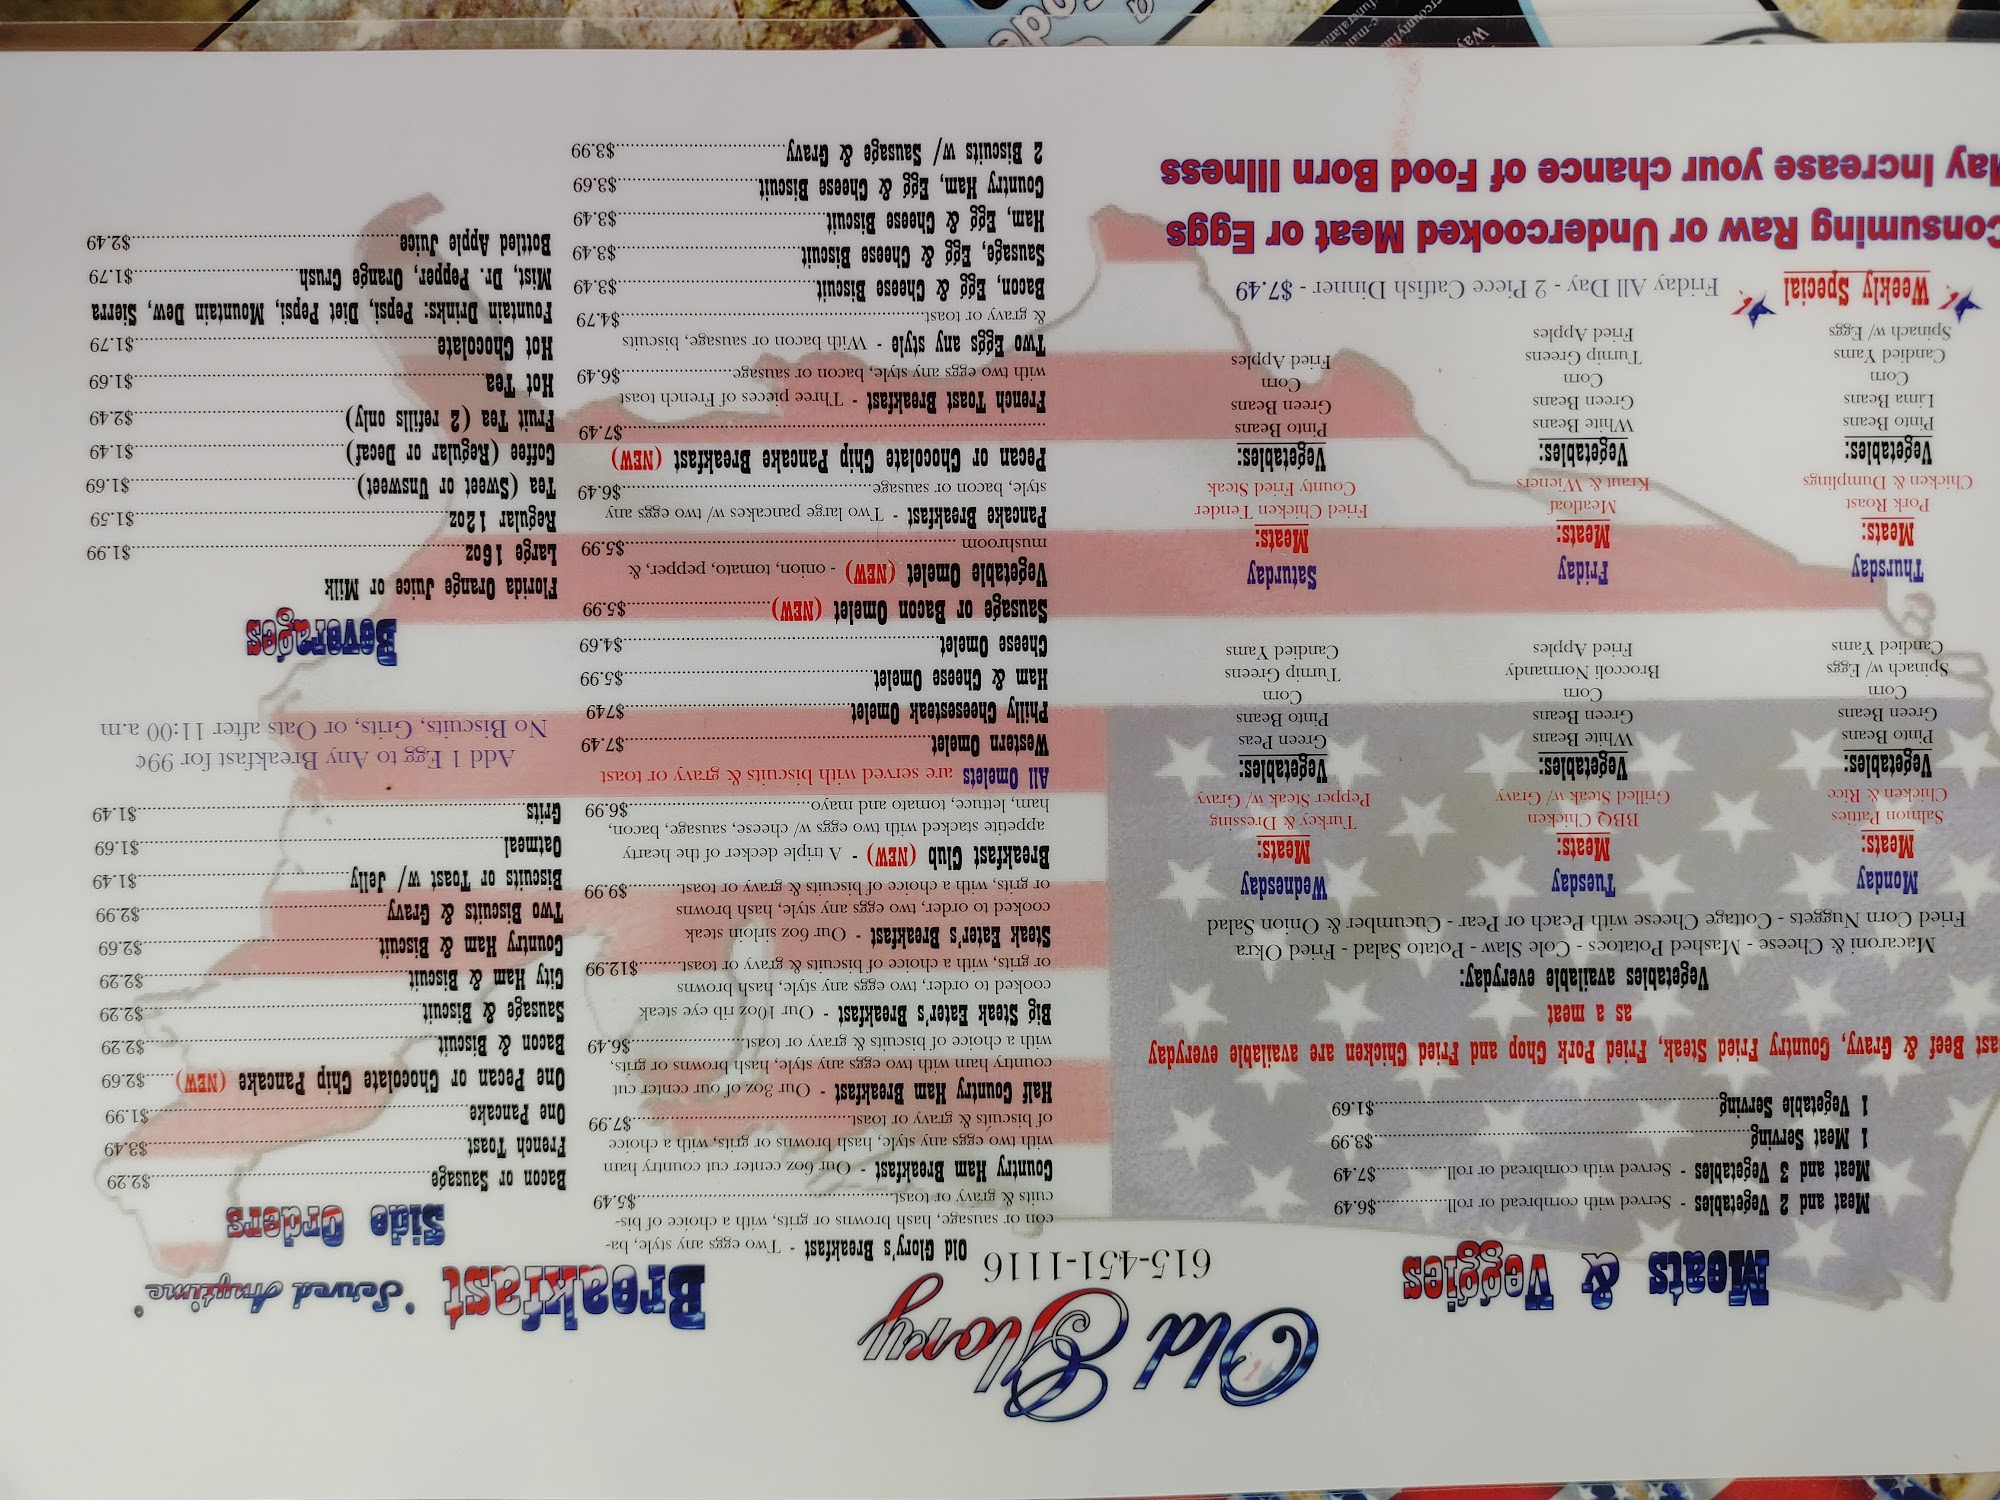 Old Glory
615-451-1116
Meats & Veggies
Meat and 2 Vegetables - Served with cornbread or roll..........$6.49
Meat and 3 Vegetables - Served with cornbread or roll..........$7.49
1 Meat Serving..........$3.99
1 Vegetable Serving..........$1.69
ast Beef & Gravy, Country Fried Steak, Fried Pork Chop and Fried Chicken are available everyday
as a meat
Vegetables available everyday:
Macaroni & Cheese - Mashed Potatoes - Cole Slaw - Potato Salad - Fried Okra
Fried Corn Nuggets - Cottage Cheese with Peach or Pear - Cucumber & Onion Salad
Monday
Meats:
Salmon Patties
Chicken & Rice
Vegetables:
Pinto Beans
Green Beans
Corn
Spinach w/ Eggs
Candied Yams
Tuesday
Meats:
BBQ Chicken
Grilled Steak w/ Gravy
Vegetables:
White Beans
Green Beans
Corn
Broccoli Normandy
Fried Apples
Wednesday
Meats:
Turkey & Dressing
Pepper Steak w/ Gravy
Vegetables:
Green Peas
Pinto Beans
Corn
Turnip Greens
Candied Yams
Thursday
Meats:
Pork Roast
Chicken & Dumplings
Vegetables:
Pinto Beans
Lima Beans
Corn
Candied Yams
Spinach w/ Eggs
Friday
Meats:
Meatloaf
Kraut & Wieners
Vegetables:
White Beans
Green Beans
Corn
Turnip Greens
Fried Apples
Saturday
Meats:
Fried Chicken Tender
County Fried Steak
Vegetables:
Pinto Beans
Green Beans
Corn
Fried Apples
Weekly Special
Friday All Day - 2 Piece Catfish Dinner - $7.49
Consuming Raw or Undercooked Meat or Eggs
May Increase your chance of Food Born Illness
Breakfast "Served Anytime"
Old Glory's Breakfast - Two eggs any style, ba-
con or sausage, hash browns or grits, with a choice of bis-
cuits & gravy or toast..........$5.49
Country Ham Breakfast - Our 6oz center cut country ham
with two eggs any style, hash browns or grits, with a choice
of biscuits & gravy or toast..........$7.99
Half Country Ham Breakfast - Our 3oz of our center cut
country ham with two eggs any style, hash browns or grits,
with a choice of biscuits & gravy or toast..........$6.49
Big Steak Eater's Breakfast - Our 10oz rib eye steak
cooked to order, two eggs any style, hash browns
or grits, with a choice of biscuits & gravy or toast..........$12.99
Steak Eater's Breakfast - Our 6oz sirloin steak
cooked to order, two eggs any style, hash browns
or grits, with a choice of biscuits & gravy or toast..........$9.99
Breakfast Club (NEW) - A triple decker of the hearty
appetite stacked with two eggs w/ cheese, sausage, bacon,
ham, lettuce, tomato and mayo..........$6.99
All Omelets are served with biscuits & gravy or toast
Western Omelet..........$7.49
Philly Cheesesteak Omelet..........$749
Ham & Cheese Omelet..........$5.99
Cheese Omelet..........$4.69
Sausage or Bacon Omelet (NEW)..........$5.99
Vegetable Omelet (NEW) - onion, tomato, pepper, &
mushroom..........$5.99
Pancake Breakfast - Two large pancakes w/ two eggs any
style, bacon or sausage..........$6.49
Pecan or Chocolate Chip Pancake Breakfast (NEW)
..........$7.49
French Toast Breakfast - Three pieces of French toast
with two eggs any style, bacon or sausage..........$6.49
Two Eggs any style - With bacon or sausage, biscuits
& gravy or toast..........$4.79
Bacon, Egg & Cheese Biscuit..........$3.49
Sausage, Egg & Cheese Biscuit..........$3.49
Ham, Egg & Cheese Biscuit..........$3.49
Country Ham, Egg & Cheese Biscuit..........$3.69
2 Biscuits w/ Sausage & Gravy..........$3.99
Side Orders
Bacon or Sausage..........$2.29
French Toast..........$3.49
One Pancake..........$1.99
One Pecan or Chocolate Chip Pancake (NEW)......$2.69
Bacon & Biscuit..........$2.29
Sausage & Biscuit..........$2.29
City Ham & Biscuit..........$2.29
Country Ham & Biscuit..........$2.69
Two Biscuits & Gravy..........$2.99
Biscuits or Toast w/ Jelly..........$1.49
Oatmeal..........$1.69
Grits..........$1.49
Add 1 Egg to Any Breakfast for 99¢
No Biscuits, Grits, or Oats after 11:00 a.m
Beverages
Florida Orange Juice or Milk
Large 16oz..........$1.99
Regular 12oz..........$1.59
Tea (Sweet or Unsweet)..........$1.69
Coffee (Regular or Decaf)..........$1.49
Fruit Tea (2 refills only)..........$2.49
Hot Tea..........$1.69
Hot Chocolate..........$1.79
Fountain Drinks: Pepsi, Diet Pepsi, Mountain Dew, Sierra
Mist, Dr. Pepper, Orange Crush..........$1.79
Bottled Apple Juice..........$2.49